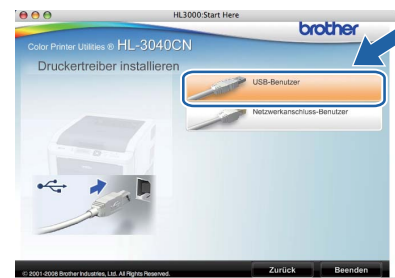 HL3000:Start Here
brother
Color Printer Utilities ® HL-3040CN
Druckertreiber installieren
USB-Benutzer
Netzwerkanschluss-Benutzer
© 2001-2008 Brother Industries, Ltd. All Rights Reserved.
Zurück
Beenden